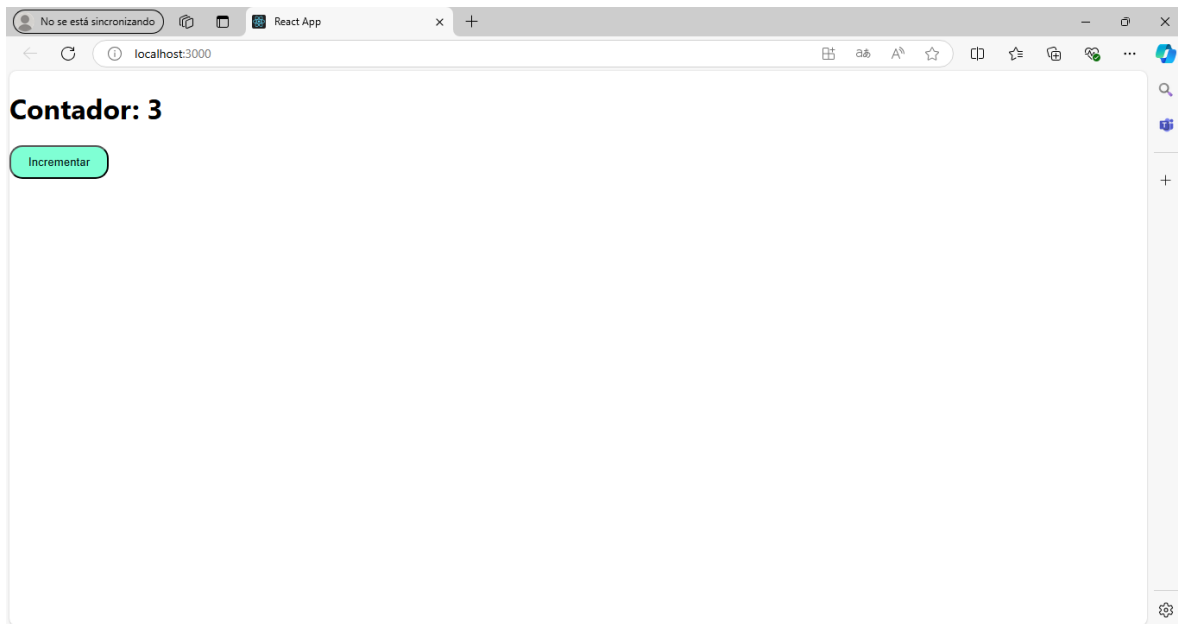 No se está sincronizando
React App
localhost:3000
Contador: 3
Incrementar